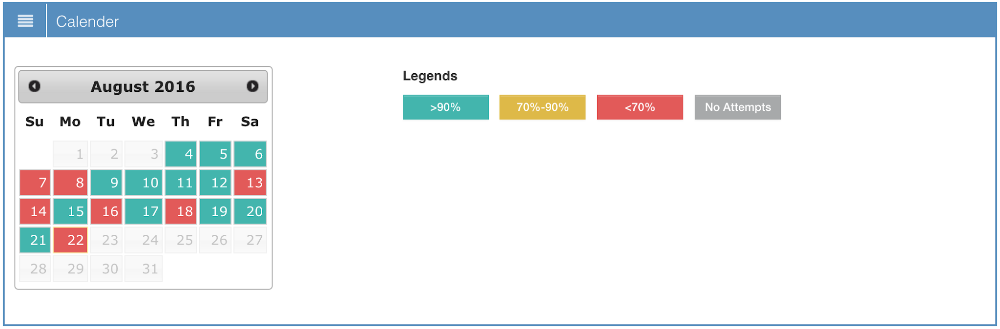 Calender
August 2016
Su Mo Tu We Th Fr Sa
1 2 3 4 5 6
7 8 9 10 11 12 13
14 15 16 17 18 19 20
21 22 23 24 25 26 27
28 29 30 31
Legends
>90% 70%-90% <70% No Attempts